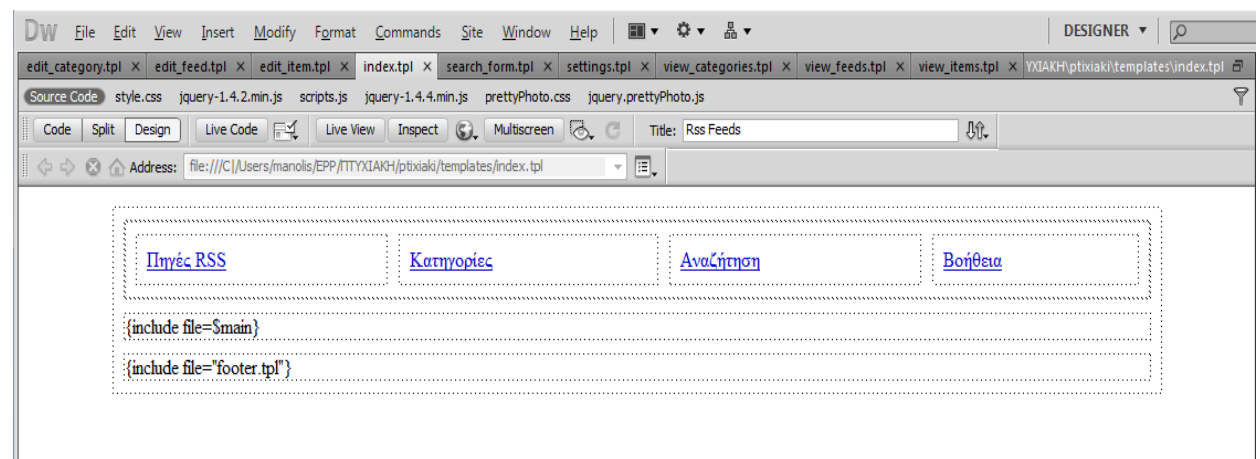 DW File Edit View Insert Modify Format Commands Site Window Help DESIGNER
edit_category.tpl × edit_feed.tpl × edit_item.tpl × index.tpl × search_form.tpl × settings.tpl × view_categories.tpl × view_feeds.tpl × view_items.tpl × ΥΧΙΑΚΗ\ptixiaki\templates\index.tpl
Source Code style.css jquery-1.4.2.min.js scripts.js jquery-1.4.4.min.js prettyPhoto.css jquery.prettyPhoto.js
Code Split Design Live Code Live View Inspect Multiscreen Title: Rss Feeds
Address: file:///C|/Users/manolis/EPP/ΠΤΥΧΙΑΚΗ/ptixiaki/templates/index.tpl
Πηγές RSS Κατηγορίες Αναζήτηση Βοήθεια
{include file=$main}
{include file="footer.tpl"}